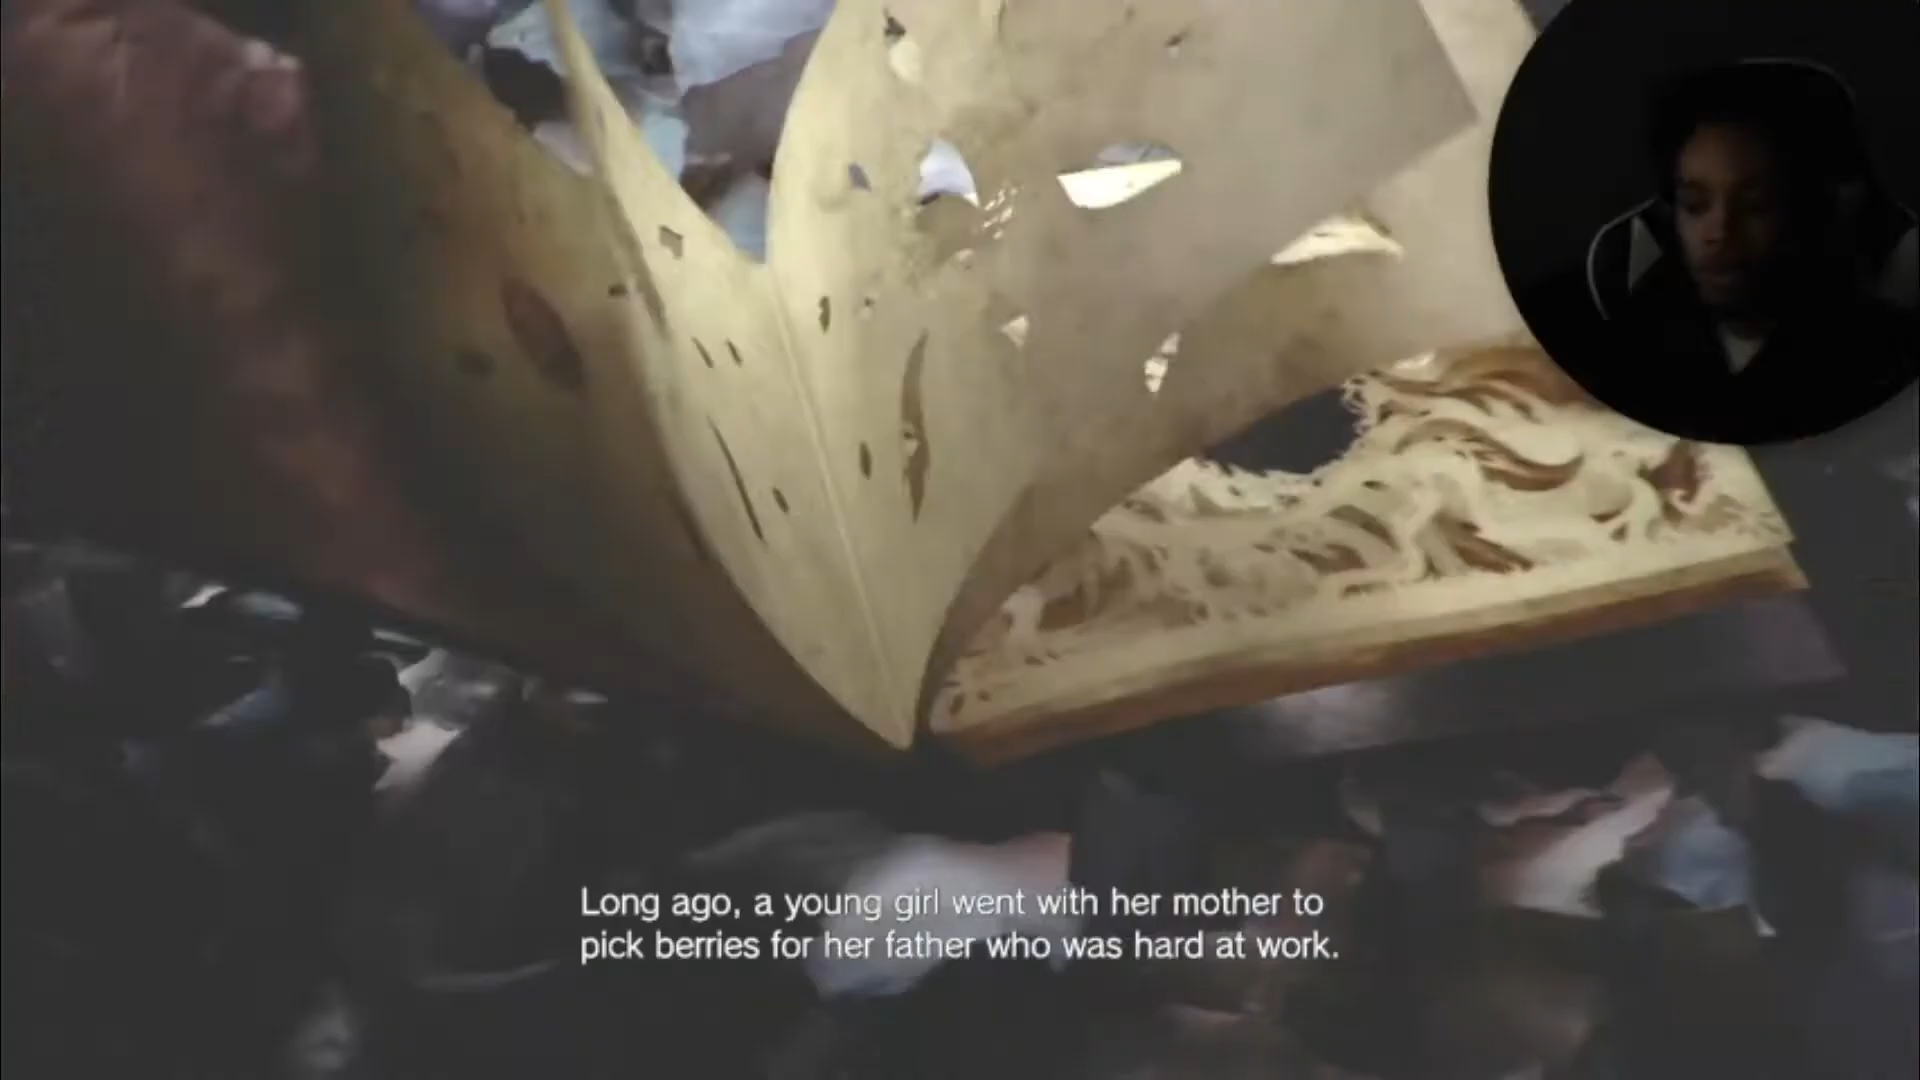 Long ago, a young girl went with her mother to
pick berries for her father who was hard at work.